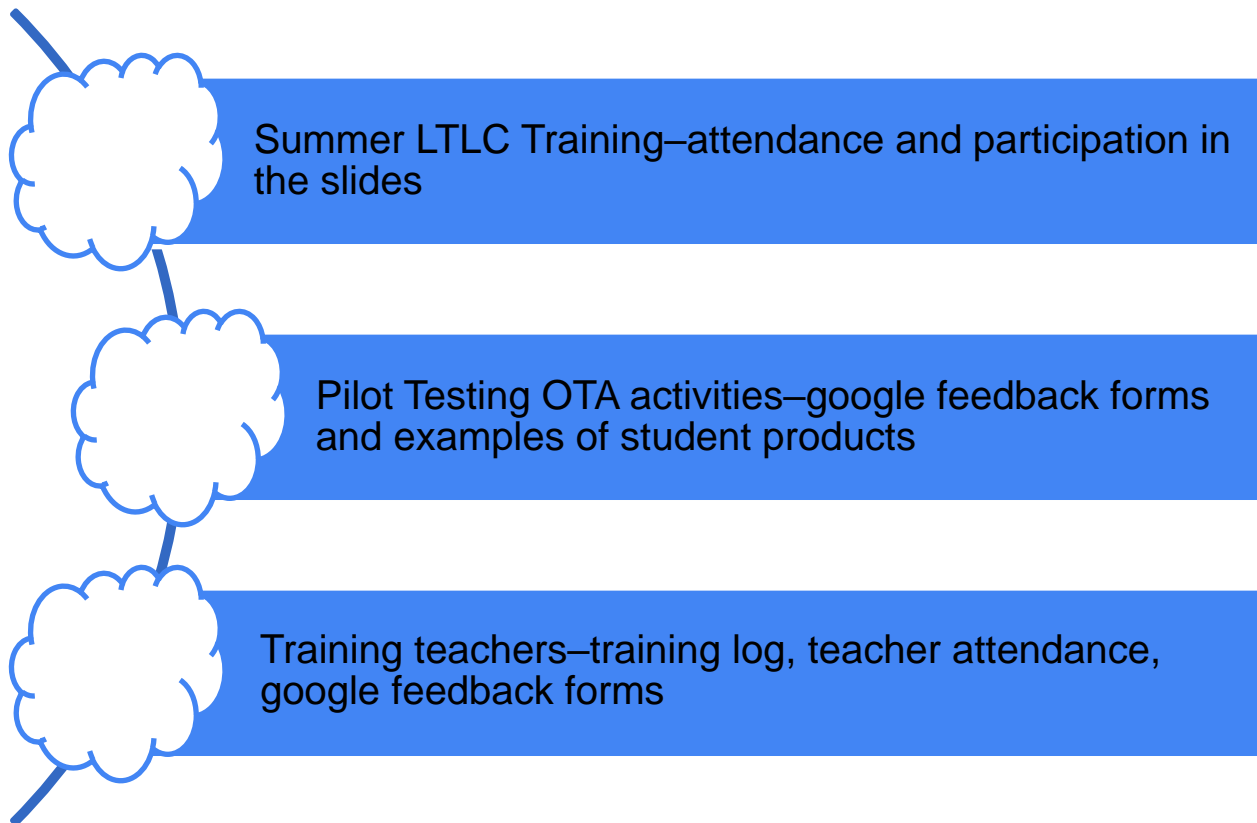 Summer LTLC Training–attendance and participation in
the slides
Pilot Testing OTA activities–google feedback forms
and examples of student products
Training teachers–training log, teacher attendance,
google feedback forms